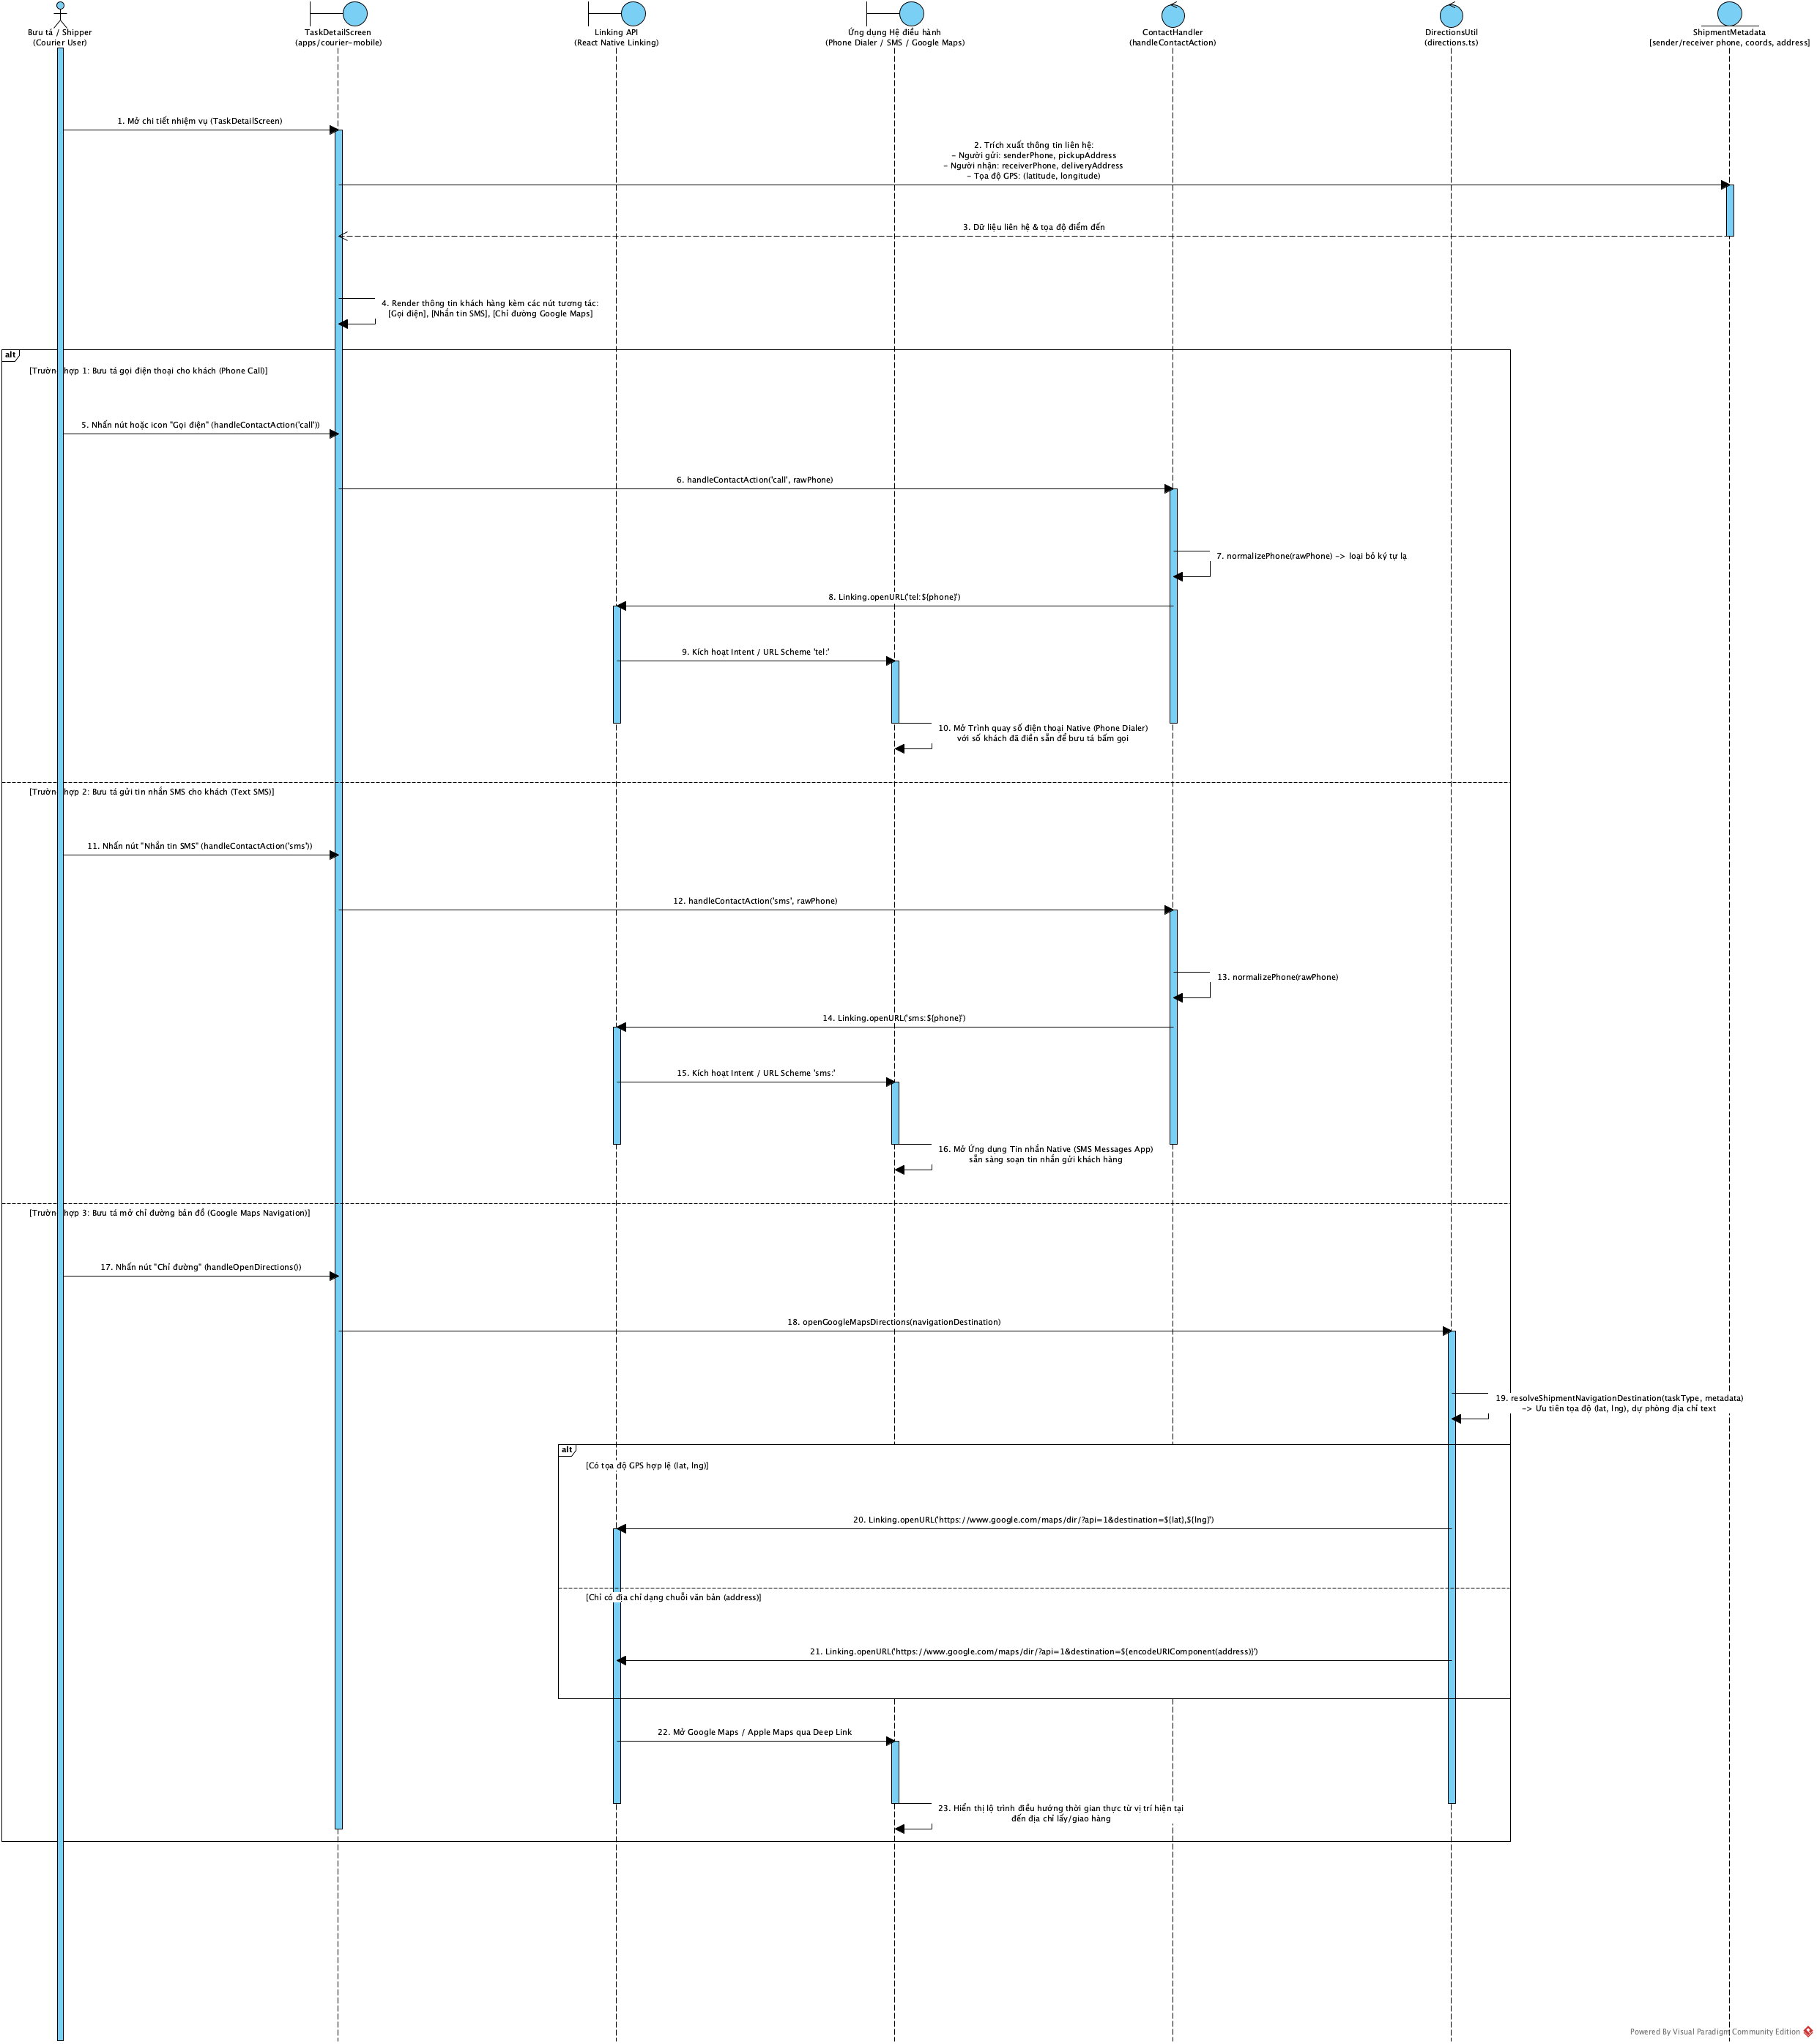 Bưu tá / Shipper
(Courier User)
TaskDetailScreen
(apps/courier-mobile)
Linking API
(React Native Linking)
Ứng dụng Hệ điều hành
(Phone Dialer / SMS / Google Maps)
ContactHandler
(handleContactAction)
DirectionsUtil
(directions.ts)
ShipmentMetadata
[sender/receiver phone, coords, address]
1. Mở chi tiết nhiệm vụ (TaskDetailScreen)
2. Trích xuất thông tin liên hệ:
- Người gửi: senderPhone, pickupAddress
- Người nhận: receiverPhone, deliveryAddress
- Tọa độ GPS: (latitude, longitude)
3. Dữ liệu liên hệ & tọa độ điểm đến
4. Render thông tin khách hàng kèm các nút tương tác:
[Gọi điện], [Nhắn tin SMS], [Chỉ đường Google Maps]
alt
[Trường hợp 1: Bưu tá gọi điện thoại cho khách (Phone Call)]
5. Nhấn nút hoặc icon "Gọi điện" (handleContactAction('call'))
6. handleContactAction('call', rawPhone)
7. normalizePhone(rawPhone) -> loại bỏ ký tự lạ
8. Linking.openURL('tel:${phone}')
9. Kích hoạt Intent / URL Scheme 'tel:'
10. Mở Trình quay số điện thoại Native (Phone Dialer)
với số khách đã điền sẵn để bưu tá bấm gọi
[Trường hợp 2: Bưu tá gửi tin nhắn SMS cho khách (Text SMS)]
11. Nhấn nút "Nhắn tin SMS" (handleContactAction('sms'))
12. handleContactAction('sms', rawPhone)
13. normalizePhone(rawPhone)
14. Linking.openURL('sms:${phone}')
15. Kích hoạt Intent / URL Scheme 'sms:'
16. Mở Ứng dụng Tin nhắn Native (SMS Messages App)
sẵn sàng soạn tin nhắn gửi khách hàng
[Trường hợp 3: Bưu tá mở chỉ đường bản đồ (Google Maps Navigation)]
17. Nhấn nút "Chỉ đường" (handleOpenDirections())
18. openGoogleMapsDirections(navigationDestination)
19. resolveShipmentNavigationDestination(taskType, metadata)
-> Ưu tiên tọa độ (lat, lng), dự phòng địa chỉ text
alt
[Có tọa độ GPS hợp lệ (lat, lng)]
20. Linking.openURL('https://www.google.com/maps/dir/?api=1&destination=${lat},${lng}')
[Chỉ có địa chỉ dạng chuỗi văn bản (address)]
21. Linking.openURL('https://www.google.com/maps/dir/?api=1&destination=${encodeURIComponent(address)}')
22. Mở Google Maps / Apple Maps qua Deep Link
23. Hiển thị lộ trình điều hướng thời gian thực từ vị trí hiện tại
đến địa chỉ lấy/giao hàng
Powered By Visual Paradigm Community Edition